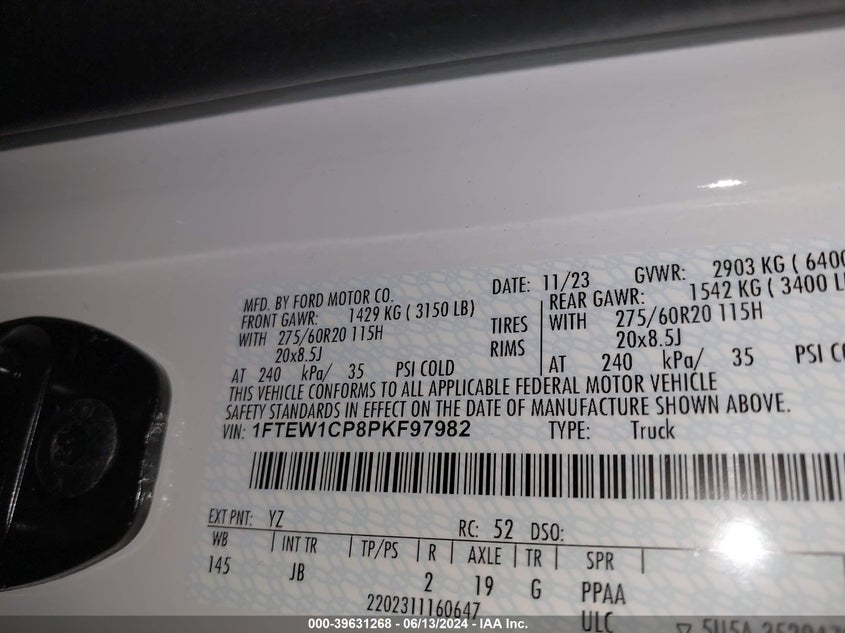 MFD. BY FORD MOTOR CO. DATE: 11/23 GVWR: 2903 KG ( 6400
FRONT GAWR: 1429 KG ( 3150 LB) REAR GAWR: 1542 KG ( 3400 L
WITH 275/60R20 115H TIRES WITH 275/60R20 115H
20x8.5J RIMS 20x8.5J
AT 240 kPa/ 35 PSI COLD AT 240 kPa/ 35 PSI CO
THIS VEHICLE CONFORMS TO ALL APPLICABLE FEDERAL MOTOR VEHICLE
SAFETY STANDARDS IN EFFECT ON THE DATE OF MANUFACTURE SHOWN ABOVE.
VIN: 1FTEW1CP8PKF97982 TYPE: Truck
EXT PNT: YZ RC: 52 DSO:
WB INT TR TP/PS R AXLE TR SPR
145 JB 2 19 G PPAA
2202311160647 ULC
000-39631268 - 06/13/2024 - IAA Inc.